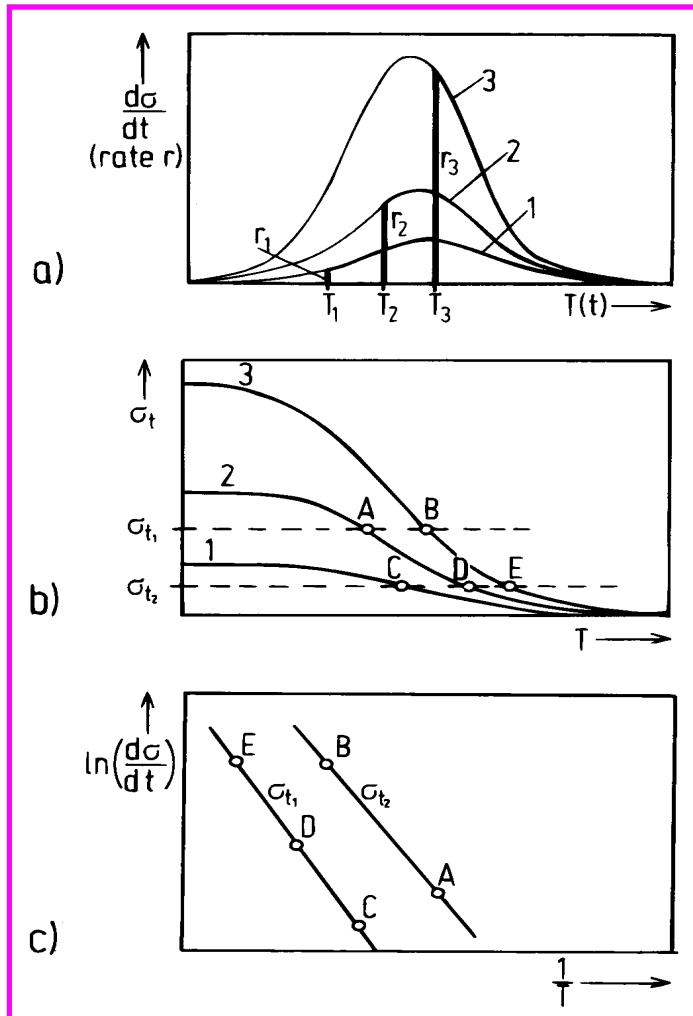 dσ/dt
(rate r)
3
2
r₃
1
r₁
r₂
a)
T₁ T₂ T₃ T(t)
3
σt
2
A B
σt₁
1
C D E
σt₂
b)
T
E
B
ln(dσ/dt)
σt₁ σt₂
D
A
C
c)
1/T